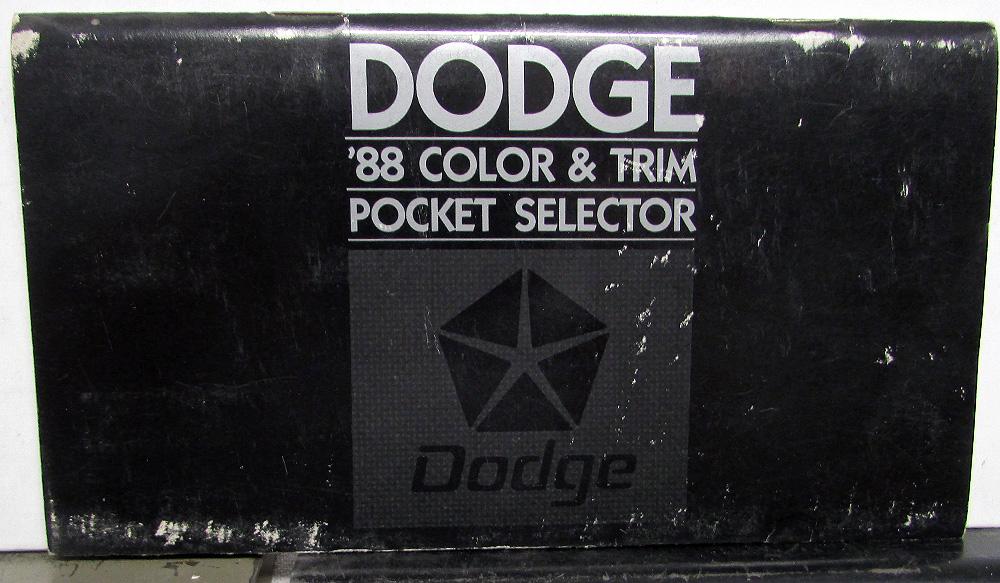 DODGE
'88 COLOR & TRIM
POCKET SELECTOR
Dodge